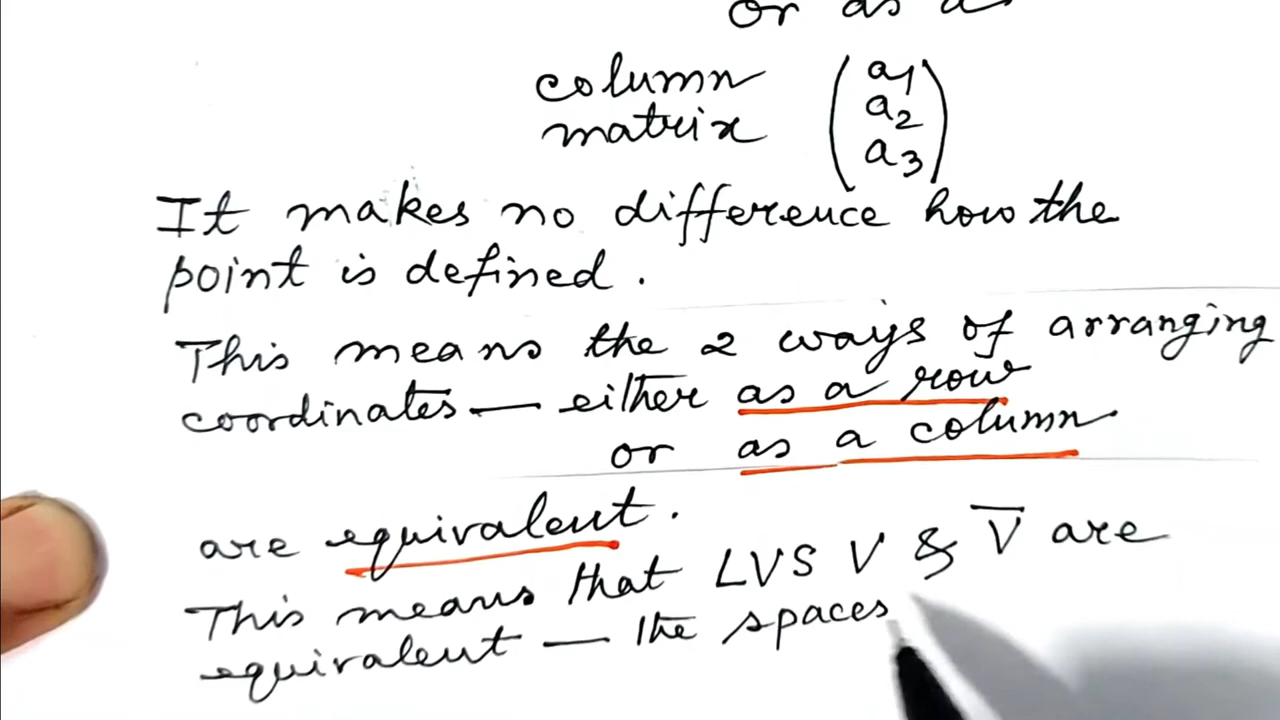 or as a
column
matrix (a1 a2 a3)
It makes no difference how the
point is defined.
This means the 2 ways of arranging
coordinates — either as a row
or as a column
are equivalent.
This means that LVS V & V̅ are
equivalent — the spaces